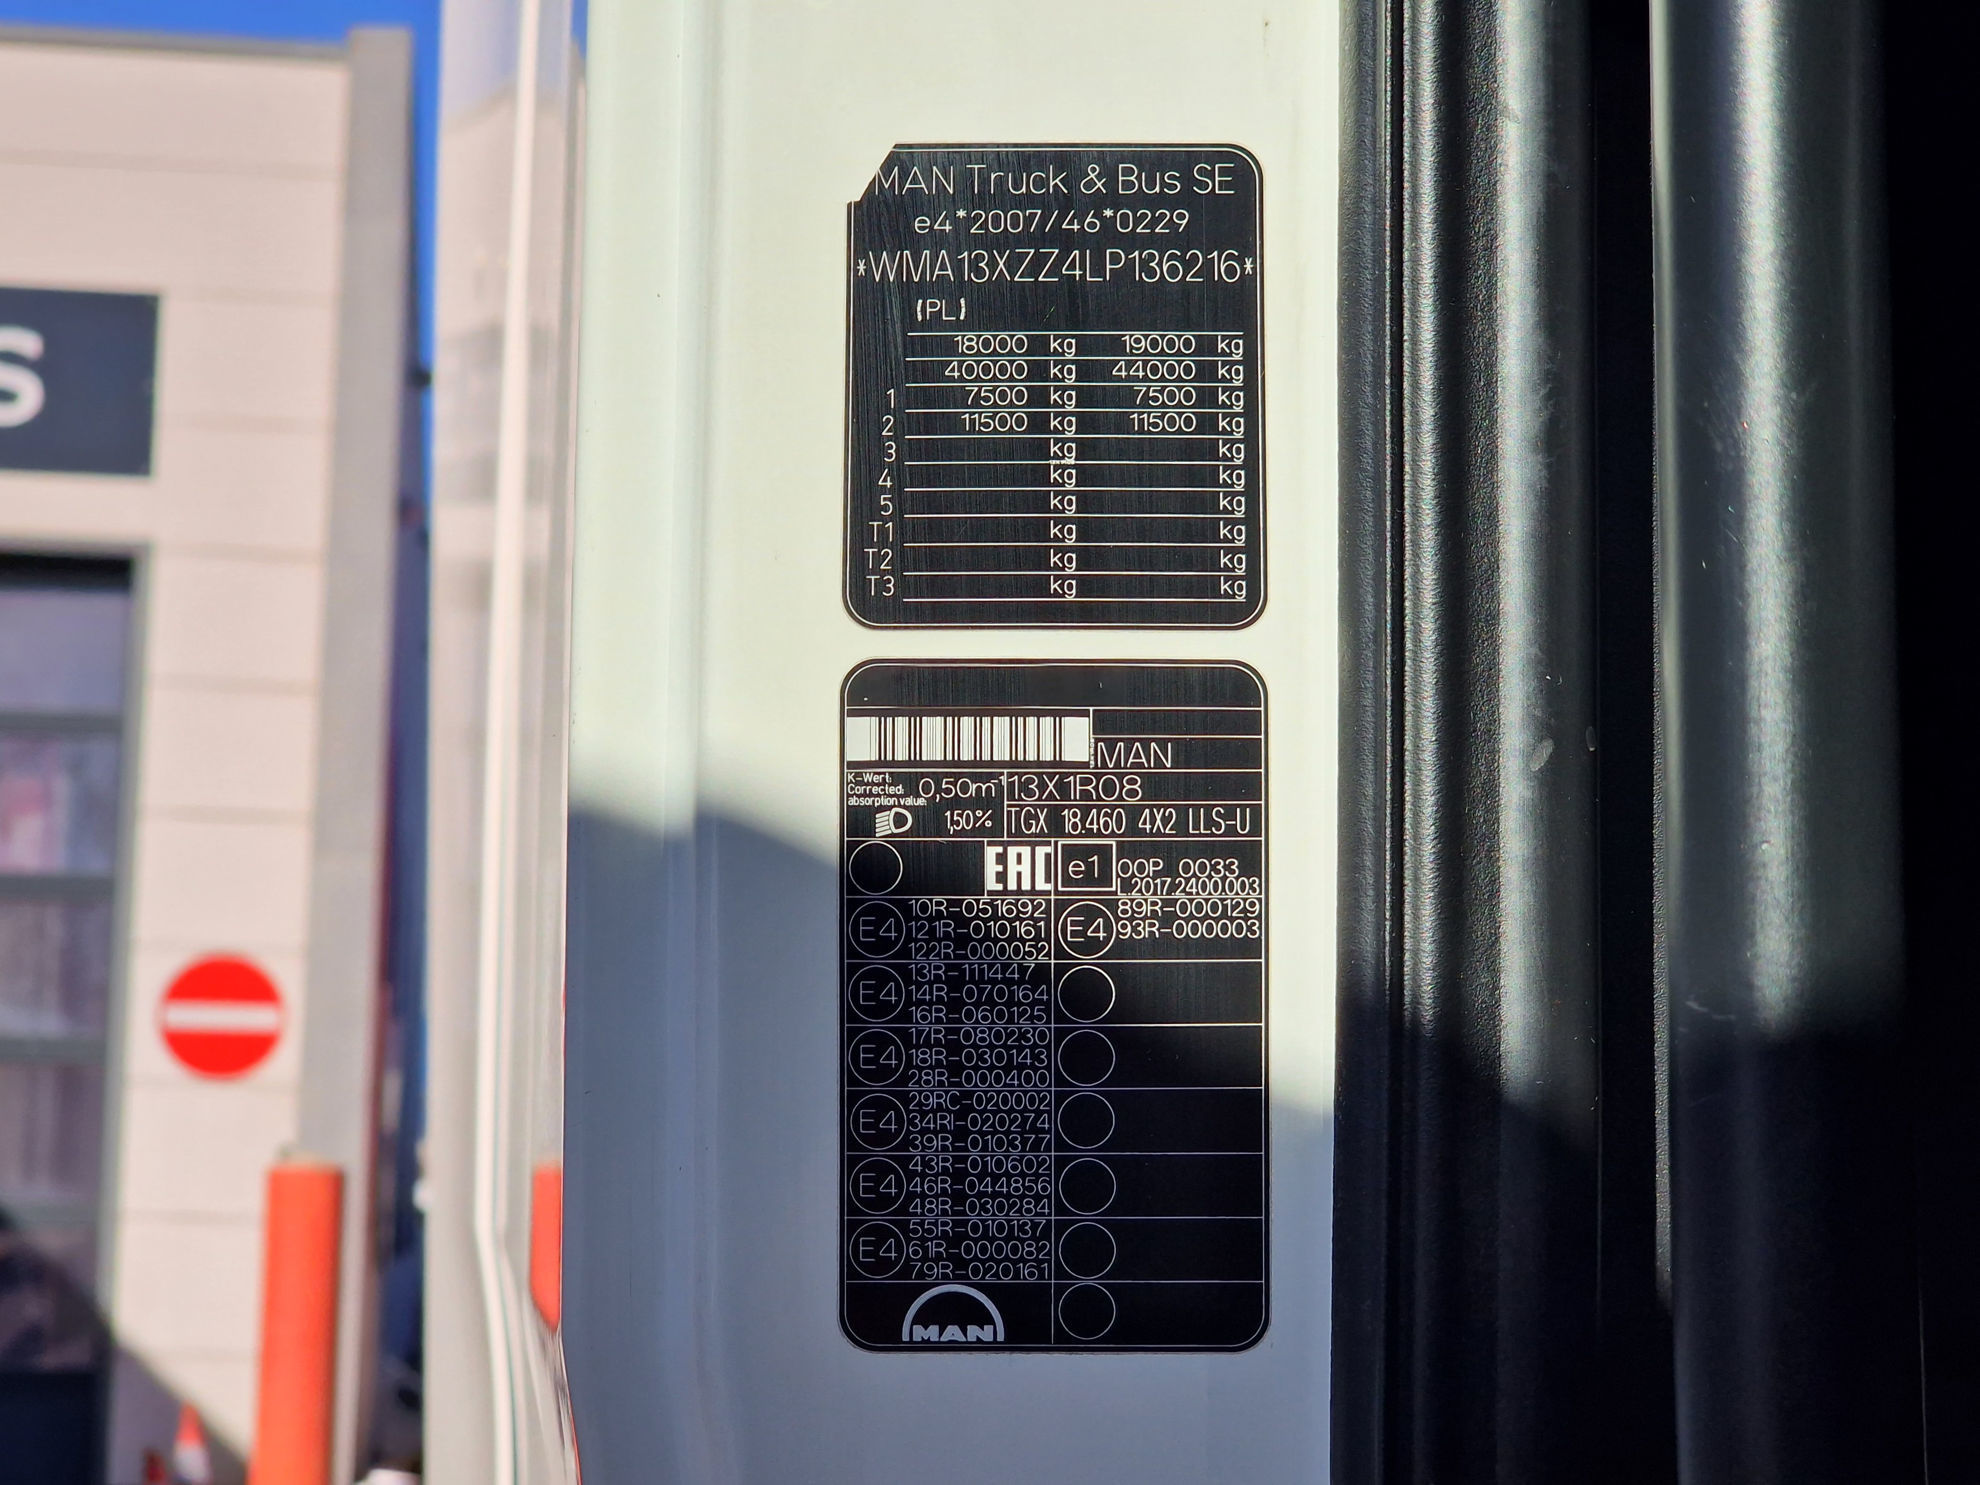 S
MAN Truck & Bus SE
e4*2007/46*0229
*WMA13XZZ4LP136216*
(PL)
18000 kg 19000 kg
40000 kg 44000 kg
1 7500 kg 7500 kg
2 11500 kg 11500 kg
3 kg kg
4 kg kg
5 kg kg
T1 kg kg
T2 kg kg
T3 kg kg
MAN
K-Wert:
Corrected:
absorption value:
0,50m⁻¹
13X1R08
1,50%
TGX 18.460 4X2 LLS-U
EAC
e1
00P 0033
L.2017.2400.003
E4
10R-051692
121R-010161
122R-000052
E4
89R-000129
93R-000003
E4
13R-111447
14R-070164
16R-060125
E4
17R-080230
18R-030143
28R-000400
E4
29RC-020002
34RI-020274
39R-010377
E4
43R-010602
46R-044856
48R-030284
E4
55R-010137
61R-000082
79R-020161
MAN